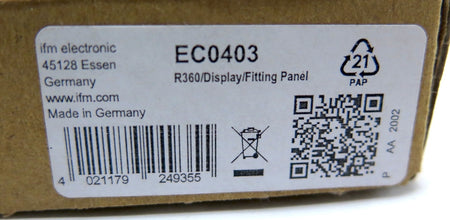 ifm electronic
45128 Essen
Germany
www.ifm.com
Made in Germany
EC0403
R360/Display/Fitting Panel
21
PAP
4 021179 249355
P AA 2002